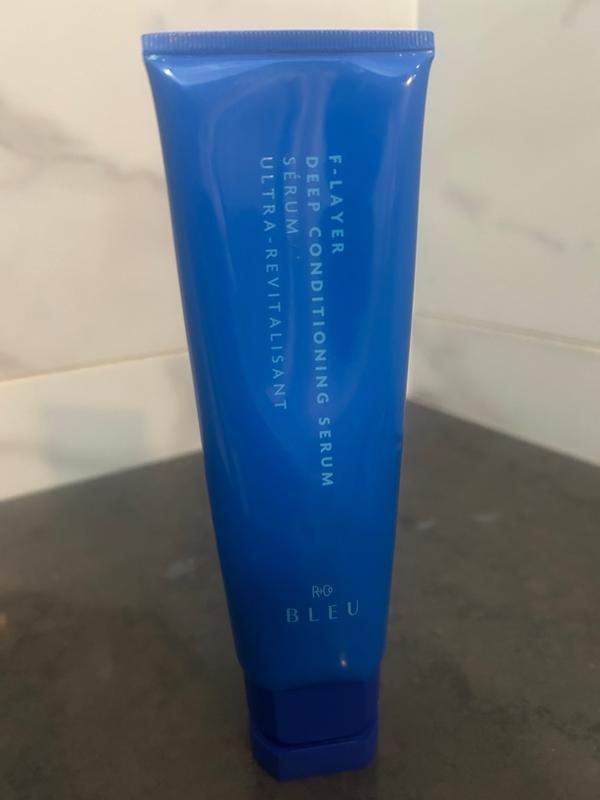 F-LAYER
DEEP CONDITIONING SERUM
SÉRUM
ULTRA-REVITALISANT
R+Co
BLEU